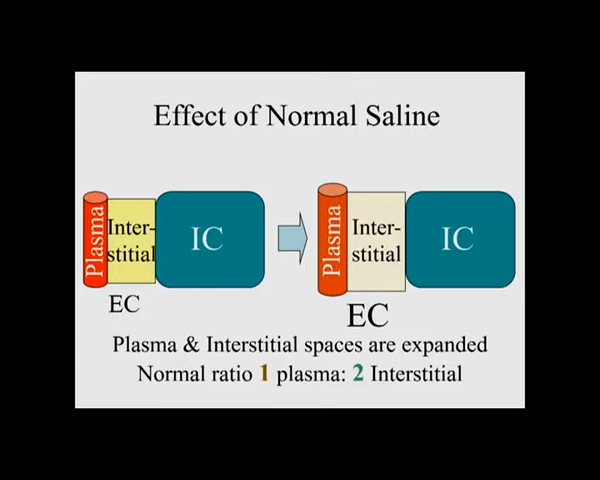 Effect of Normal Saline
Plasma
Inter-
stitial
IC
EC
Plasma
Inter-
stitial
IC
EC
Plasma & Interstitial spaces are expanded
Normal ratio 1 plasma: 2 Interstitial